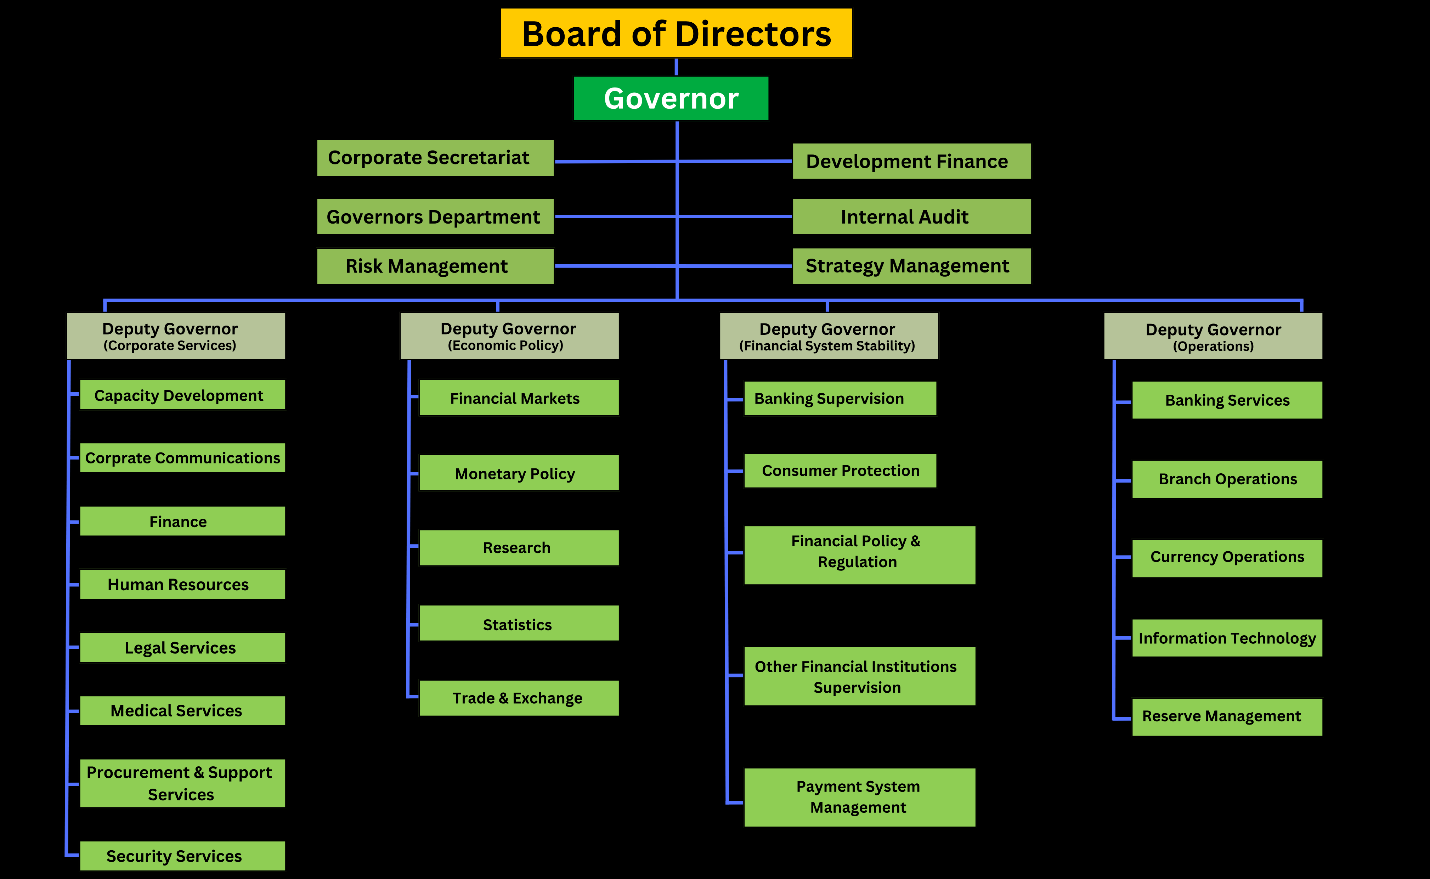 Board of Directors
Governor
Corporate Secretariat
Development Finance
Governors Department
Internal Audit
Risk Management
Strategy Management
Deputy Governor
(Corporate Services)
Capacity Development
Corprate Communications
Finance
Human Resources
Legal Services
Medical Services
Procurement & Support
Services
Security Services
Deputy Governor
(Economic Policy)
Financial Markets
Monetary Policy
Research
Statistics
Trade & Exchange
Deputy Governor
(Financial System Stability)
Banking Supervision
Consumer Protection
Financial Policy &
Regulation
Other Financial Institutions
Supervision
Payment System
Management
Deputy Governor
(Operations)
Banking Services
Branch Operations
Currency Operations
Information Technology
Reserve Management